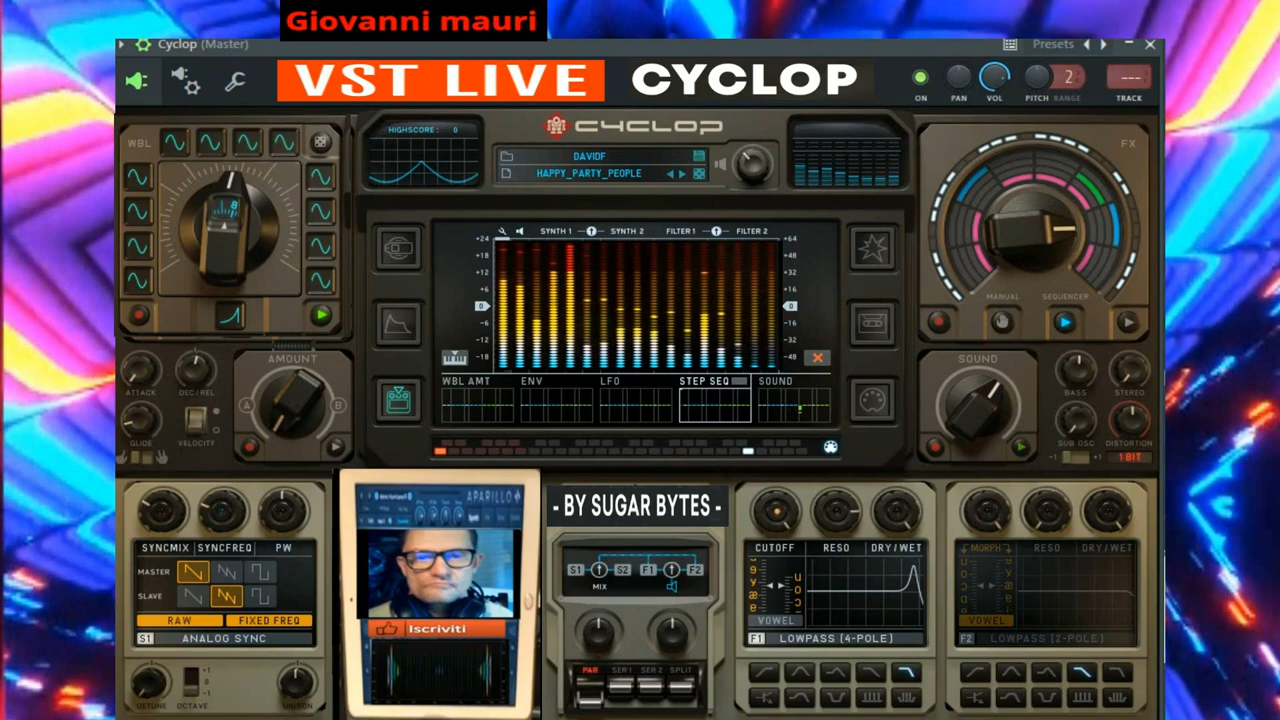 Giovanni mauri
Cyclop (Master)
Presets
VST LIVE CYCLOP
2
---
ON PAN VOL PITCH RANGE TRACK
WBL
HIGHSCORE : 0
CYCLOP
FX
DAVIDF
HAPPY_PARTY_PEOPLE
8
SYNTH 1 SYNTH 2 FILTER 1 FILTER 2
+24 +64
+18 +48
+12 +32
+6 +16
0 0
-6 -16
-12 -32
-18 -48
MANUAL SEQUENCER
WBL AMT ENV LFO STEP SEQ SOUND
AMOUNT
A B
ATTACK DEC/REL
GLIDE VELOCITY
SOUND
BASS STEREO
SUB OSC DISTORTION
-1 +1 1 BIT
SYNCMIX SYNCFREQ PW
MASTER
SLAVE
RAW FIXED FREQ
S1 ANALOG SYNC
DETUNE OCTAVE UNISON
+1
0
-1
APARILLO
Iscriviti
- BY SUGAR BYTES -
S1 S2 F1 F2
MIX
PAR SER 1 SER 2 SPLIT
CUTOFF RESO DRY/WET
VOWEL
F1 LOWPASS (4-POLE)
MORPH RESO DRY/WET
VOWEL
F2 LOWPASS (2-POLE)